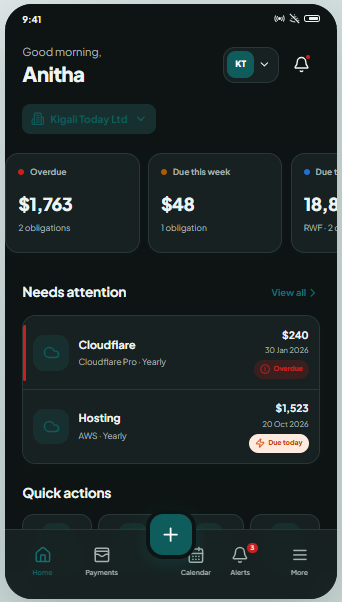 9:41
Good morning,
Anitha
KT
Kigali Today Ltd
Overdue
$1,763
2 obligations
Due this week
$48
1 obligation
Due t
18,8
RWF · 2 o
Needs attention
View all
Cloudflare
Cloudflare Pro · Yearly
$240
30 Jan 2026
Overdue
Hosting
AWS · Yearly
$1,523
20 Oct 2026
Due today
Quick actions
Home
Payments
Calendar
3
Alerts
More